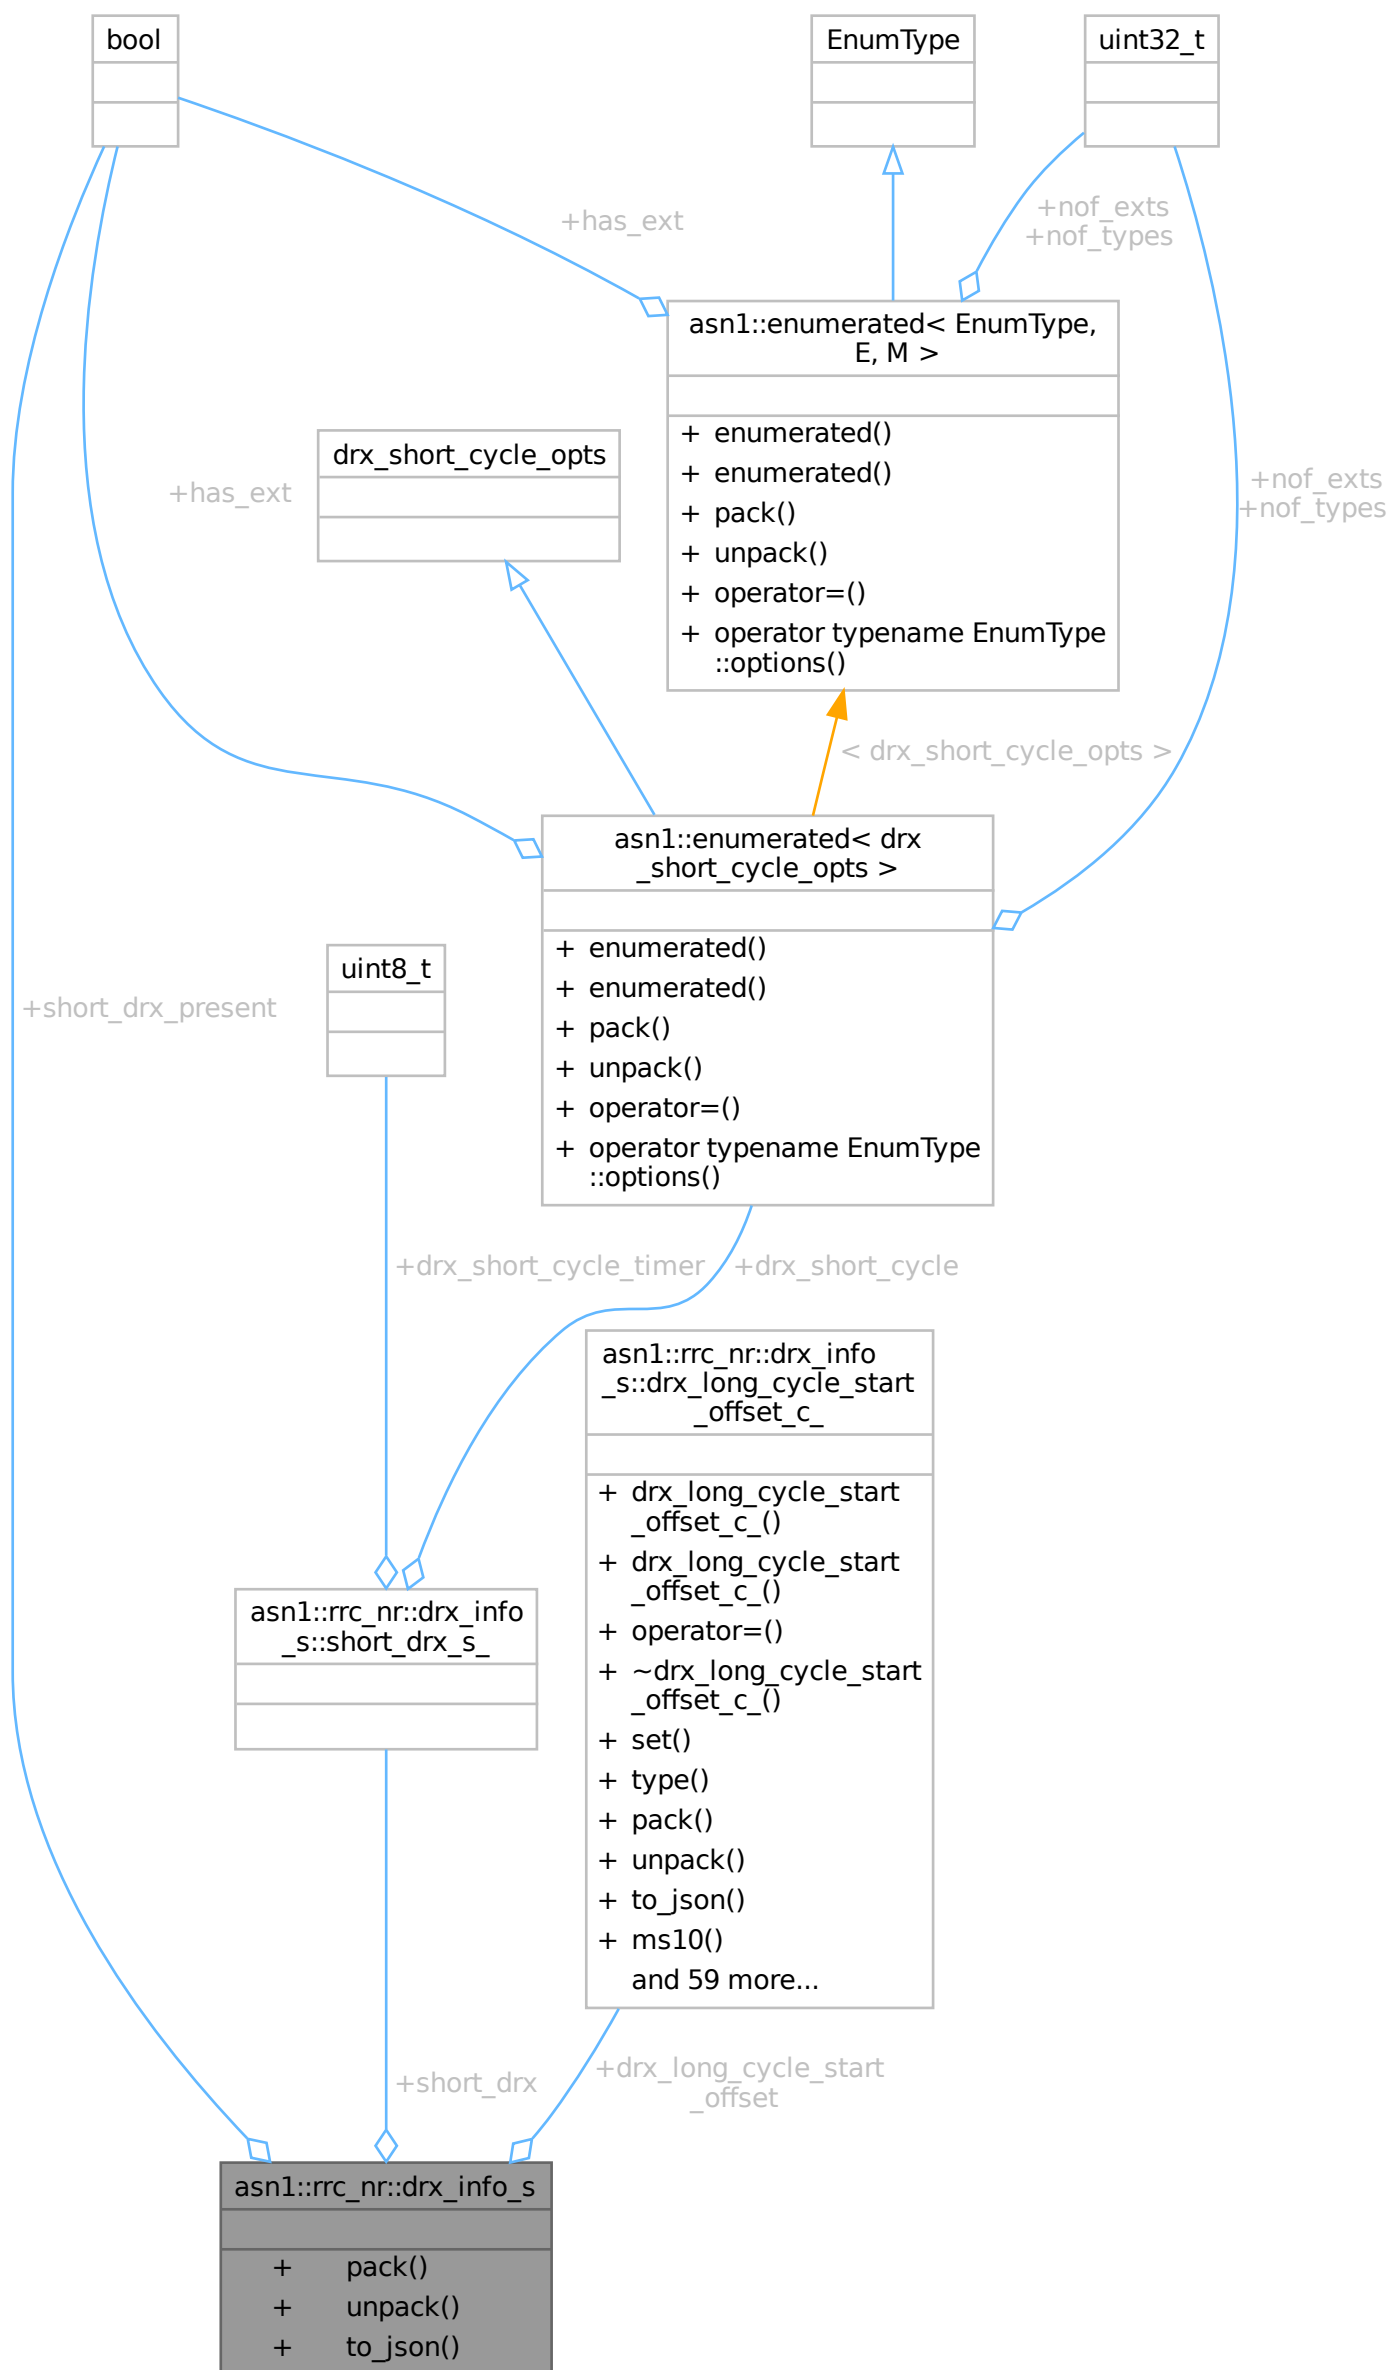 bool
EnumType
uint32_t
+has_ext
+nof_exts
+nof_types
asn1::enumerated< EnumType,
E, M >
+ enumerated()
+ enumerated()
+ pack()
+ unpack()
+ operator=()
+ operator typename EnumType
::options()
drx_short_cycle_opts
+has_ext
+nof_exts
+nof_types
< drx_short_cycle_opts >
asn1::enumerated< drx
_short_cycle_opts >
+ enumerated()
+ enumerated()
+ pack()
+ unpack()
+ operator=()
+ operator typename EnumType
::options()
uint8_t
+short_drx_present
+drx_short_cycle_timer
+drx_short_cycle
asn1::rrc_nr::drx_info
_s::drx_long_cycle_start
_offset_c_
+ drx_long_cycle_start
_offset_c_()
+ drx_long_cycle_start
_offset_c_()
+ operator=()
+ ~drx_long_cycle_start
_offset_c_()
+ set()
+ type()
+ pack()
+ unpack()
+ to_json()
+ ms10()
and 59 more...
asn1::rrc_nr::drx_info
_s::short_drx_s_
+short_drx
+drx_long_cycle_start
_offset
asn1::rrc_nr::drx_info_s
+ pack()
+ unpack()
+ to_json()